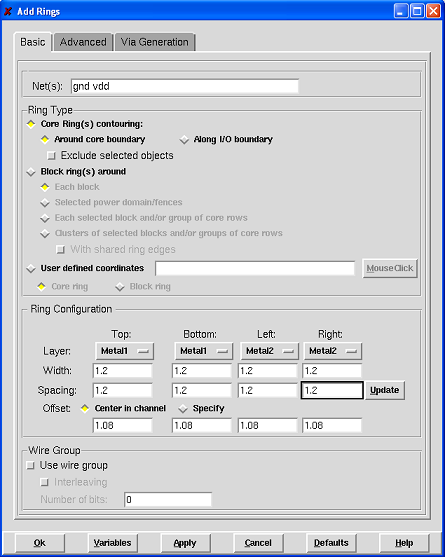 Add Rings
Basic Advanced Via Generation
Net(s): gnd vdd
Ring Type
Core Ring(s) contouring:
Around core boundary Along I/O boundary
Exclude selected objects
Block ring(s) around
Each block
Selected power domain/fences
Each selected block and/or group of core rows
Clusters of selected blocks and/or groups of core rows
With shared ring edges
User defined coordinates MouseClick
Core ring Block ring
Ring Configuration
Top: Bottom: Left: Right:
Layer: Metal1 Metal1 Metal2 Metal2
Width: 1.2 1.2 1.2 1.2
Spacing: 1.2 1.2 1.2 1.2 Update
Offset: Center in channel Specify
1.08 1.08 1.08 1.08
Wire Group
Use wire group
Interleaving
Number of bits: 0
Ok Variables Apply Cancel Defaults Help